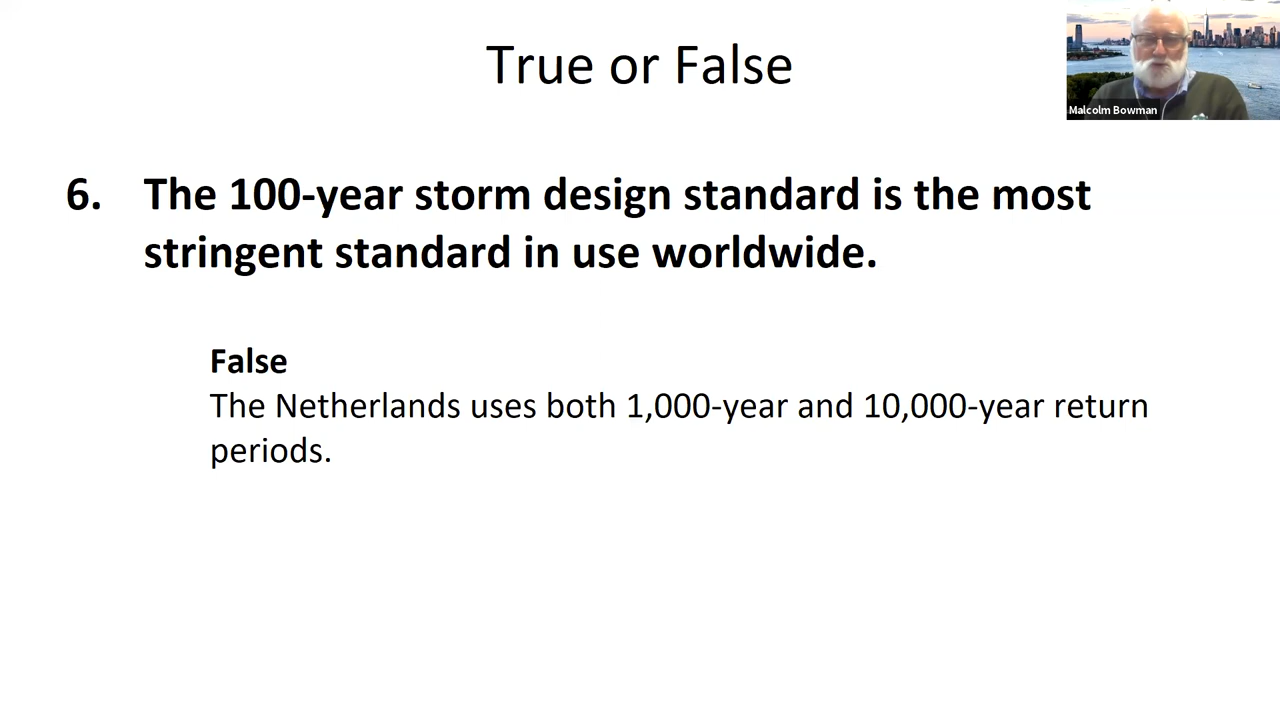 True or False
Malcolm Bowman
6. The 100-year storm design standard is the most
stringent standard in use worldwide.
False
The Netherlands uses both 1,000-year and 10,000-year return
periods.